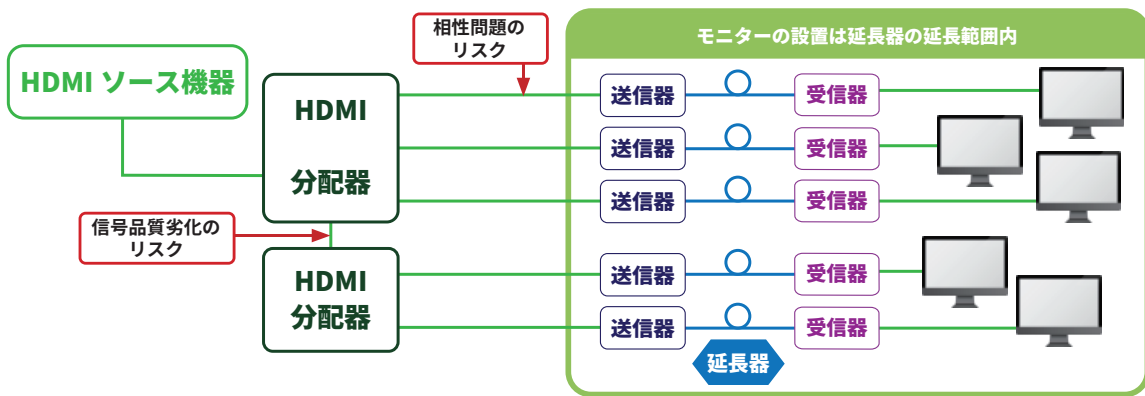 相性問題の
リスク
モニターの設置は延長器の延長範囲内
HDMI ソース機器
HDMI
分配器
送信器
受信器
送信器
受信器
送信器
受信器
信号品質劣化の
リスク
HDMI
分配器
送信器
受信器
送信器
受信器
延長器